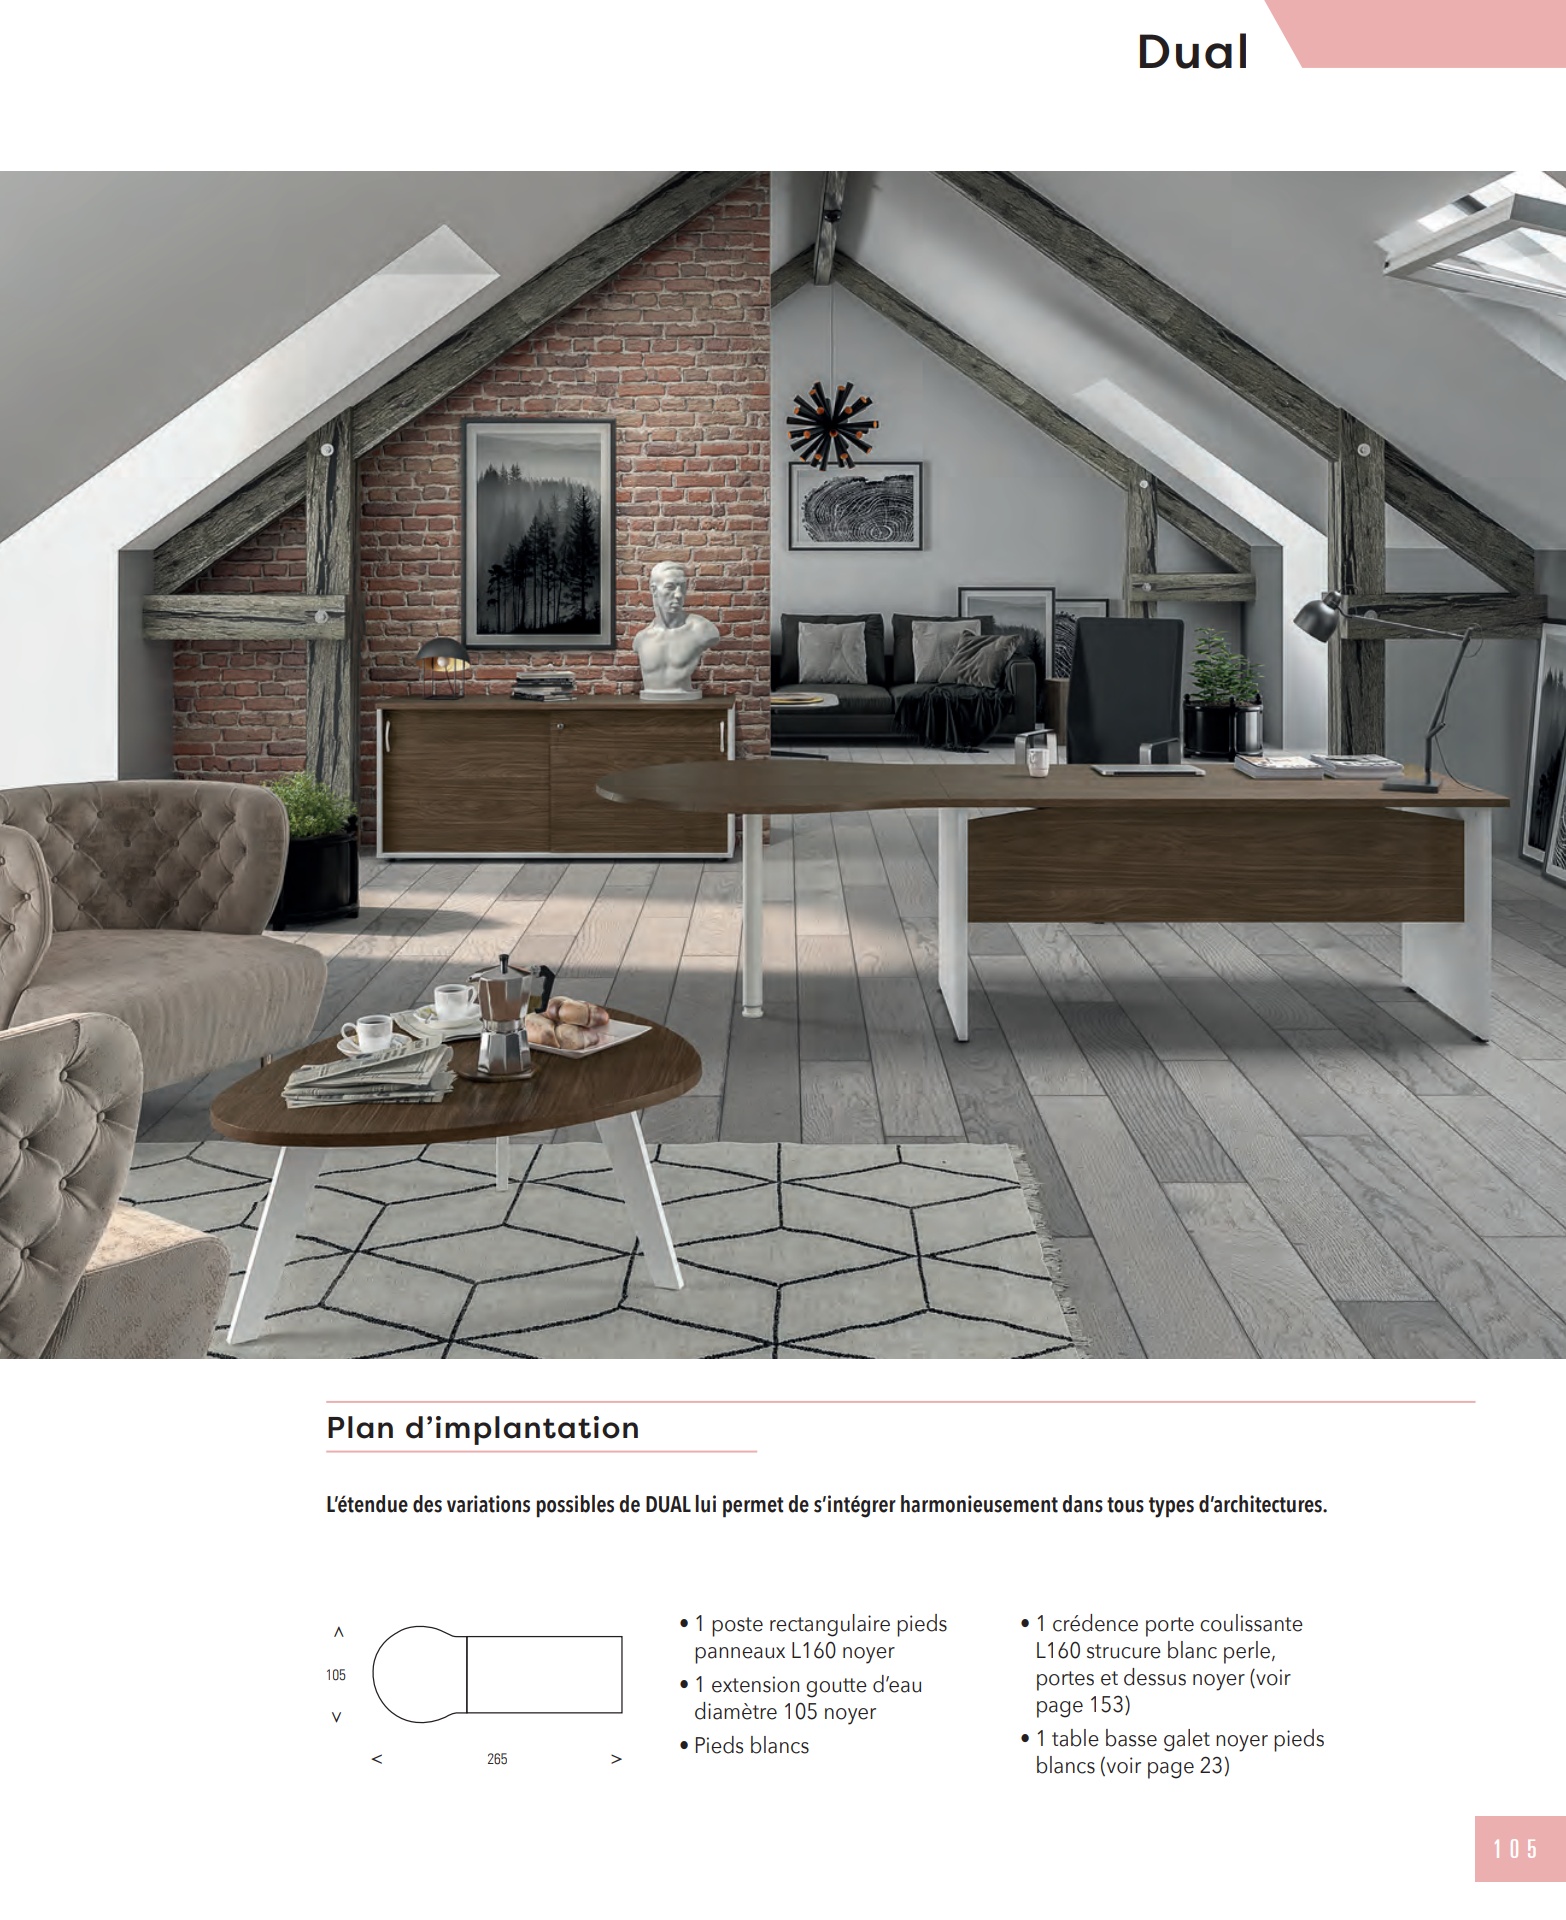 Dual
Plan d’implantation
L’étendue des variations possibles de DUAL lui permet de s’intégrer harmonieusement dans tous types d’architectures.
105
265
• 1 poste rectangulaire pieds
panneaux L160 noyer
• 1 extension goutte d’eau
diamètre 105 noyer
• Pieds blancs
• 1 crédence porte coulissante
L160 strucure blanc perle,
portes et dessus noyer (voir
page 153)
• 1 table basse galet noyer pieds
blancs (voir page 23)
105